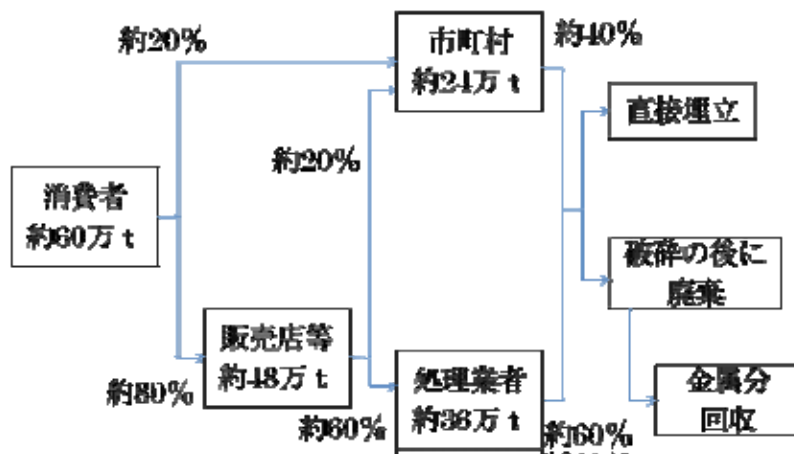 約20%
市町村
約24万t
約40%
直接埋立
約20%
消費者
約60万t
破砕の後に
廃棄
販売店等
約48万t
約80%
処理業者
約36万t
約60%
約60%
金属分
回収